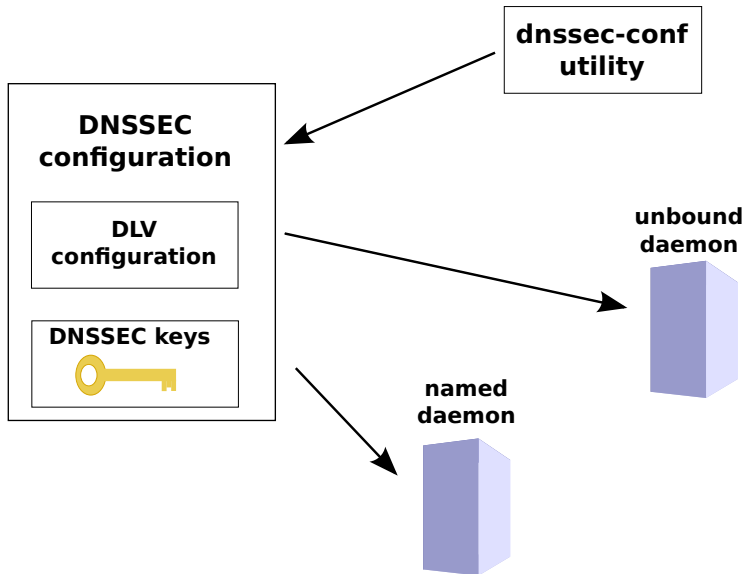 dnssec-conf
utility
DNSSEC
configuration
DLV
configuration
DNSSEC keys
unbound
daemon
named
daemon